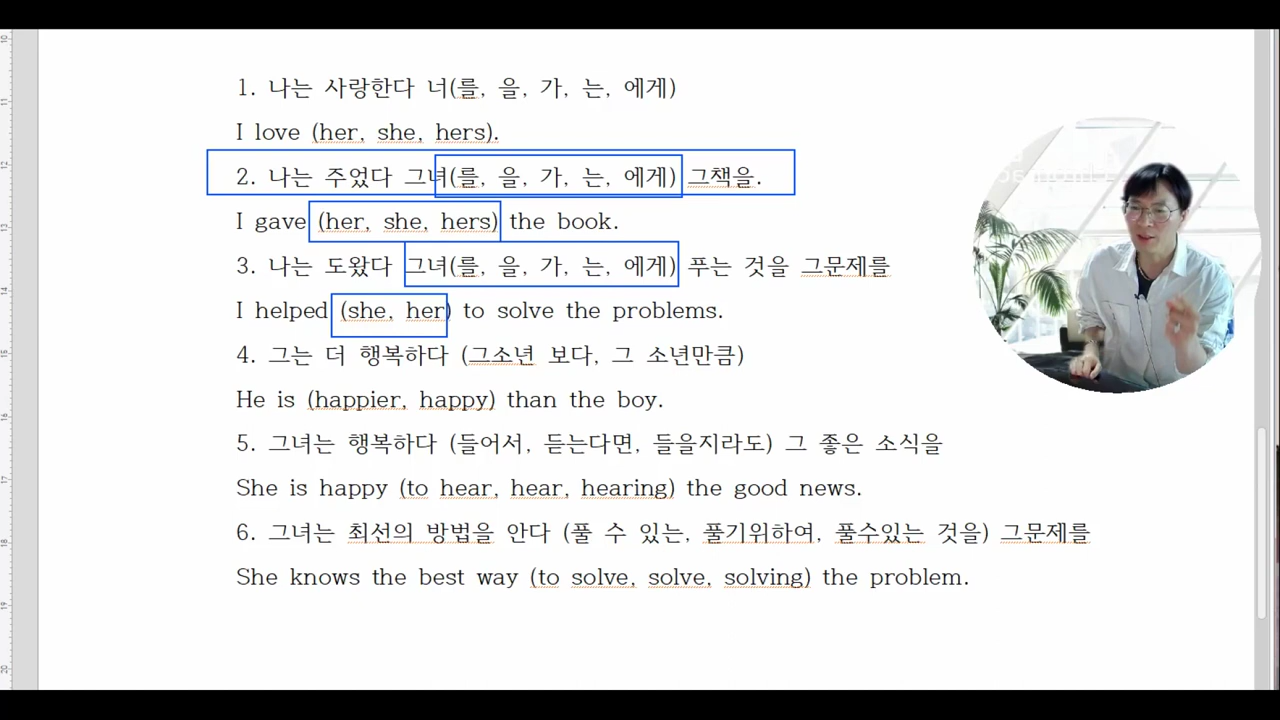 1. 나는 사랑한다 너(를, 을, 가, 는, 에게)
I love (her, she, hers).
2. 나는 주었다 그녀(를, 을, 가, 는, 에게) 그책을.
I gave (her, she, hers) the book.
3. 나는 도왔다 그녀(를, 을, 가, 는, 에게) 푸는 것을 그문제를
I helped (she, her) to solve the problems.
4. 그는 더 행복하다 (그소년 보다, 그 소년만큼)
He is (happier, happy) than the boy.
5. 그녀는 행복하다 (들어서, 듣는다면, 들을지라도) 그 좋은 소식을
She is happy (to hear, hear, hearing) the good news.
6. 그녀는 최선의 방법을 안다 (풀 수 있는, 풀기위하여, 풀수있는 것을) 그문제를
She knows the best way (to solve, solve, solving) the problem.